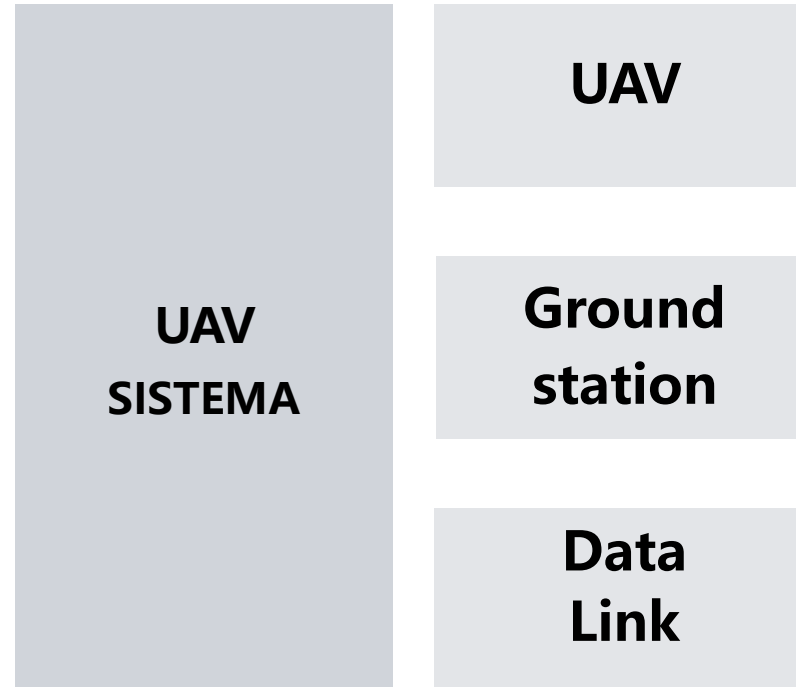 UAV
SISTEMA
UAV
Ground
station
Data
Link